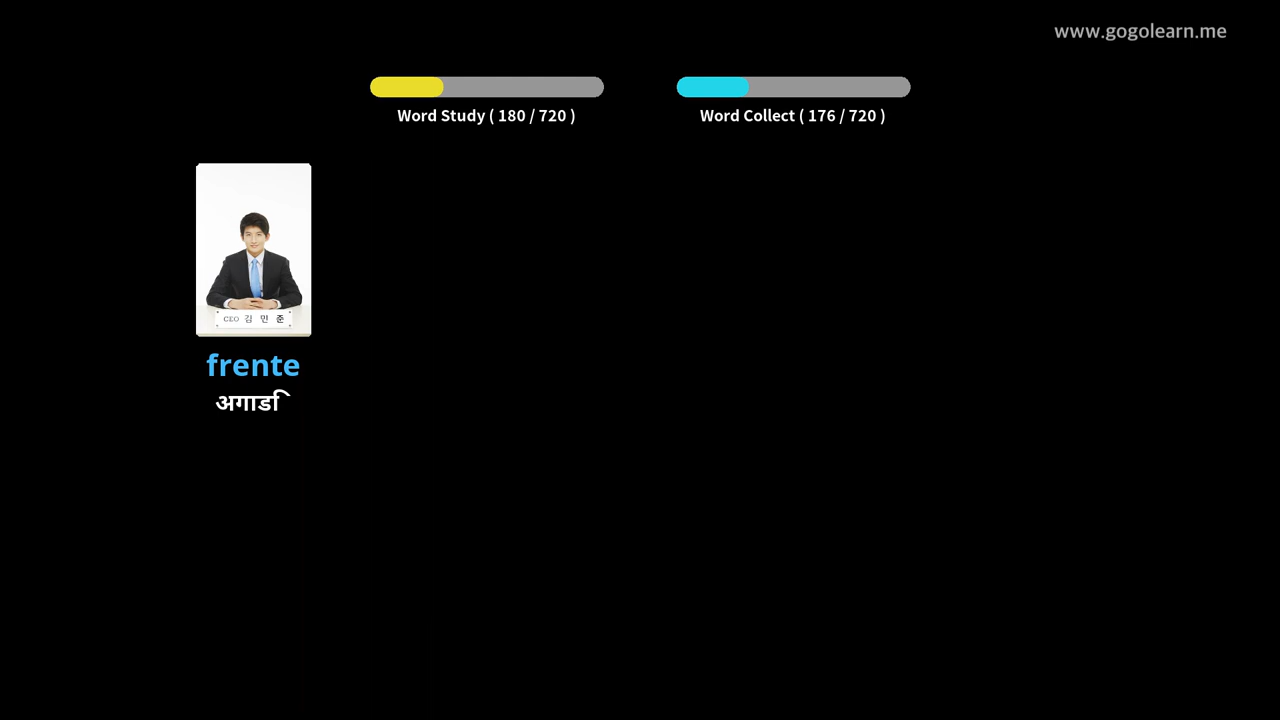 www.gogolearn.me
Word Study ( 180 / 720 )
Word Collect ( 176 / 720 )
CEO 김 민 준
frente
अगाडि